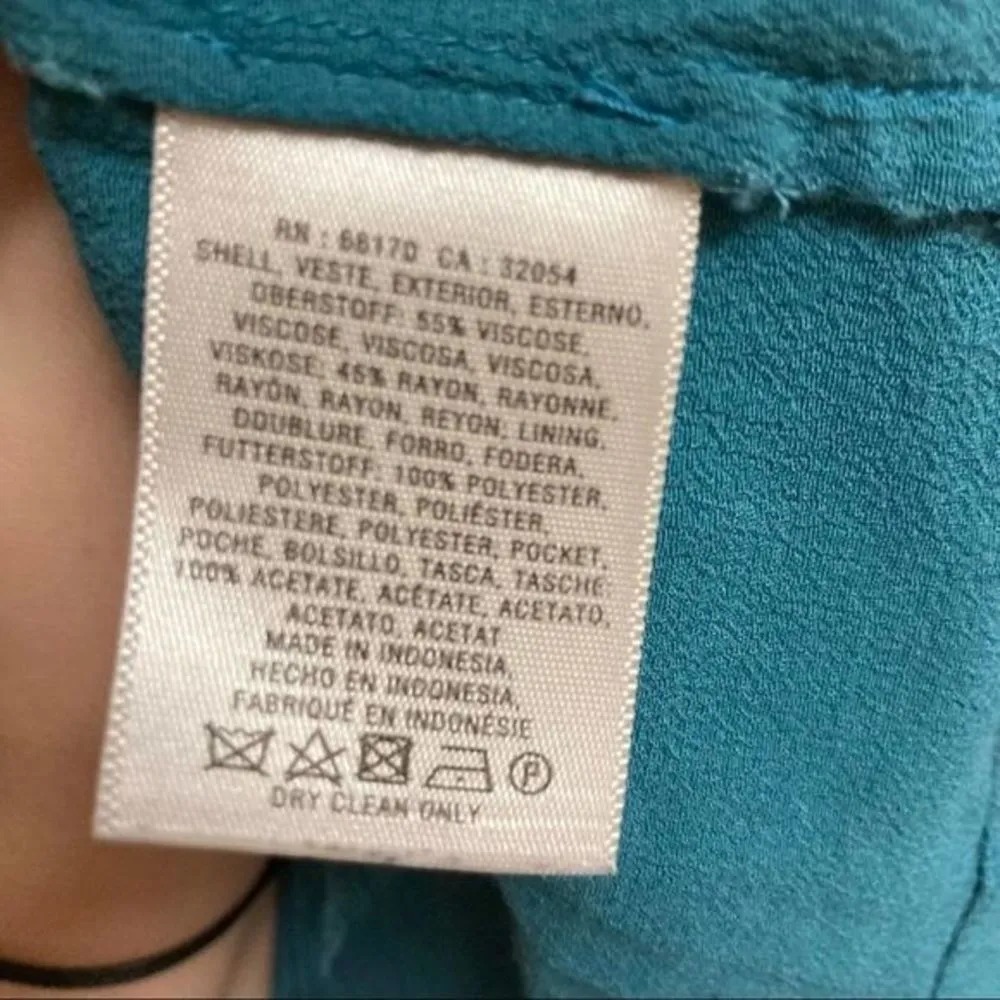 RN : 68170 CA : 32054
SHELL, VESTE, EXTERIOR, ESTERNO,
OBERSTOFF: 55% VISCOSE,
VISCOSE, VISCOSA, VISCOSA,
VISKOSE; 45% RAYON, RAYONNE,
RAYÓN, RAYON, REYON; LINING,
DOUBLURE, FORRO, FODERA,
FUTTERSTOFF: 100% POLYESTER,
POLYESTER, POLIÉSTER,
POLIESTERE, POLYESTER, POCKET,
POCHE, BOLSILLO, TASCA, TASCHE:
100% ACETATE, ACÉTATE, ACETATO,
ACETATO, ACETAT
MADE IN INDONESIA,
HECHO EN INDONESIA,
FABRIQUÉ EN INDONÉSIE
P
DRY CLEAN ONLY